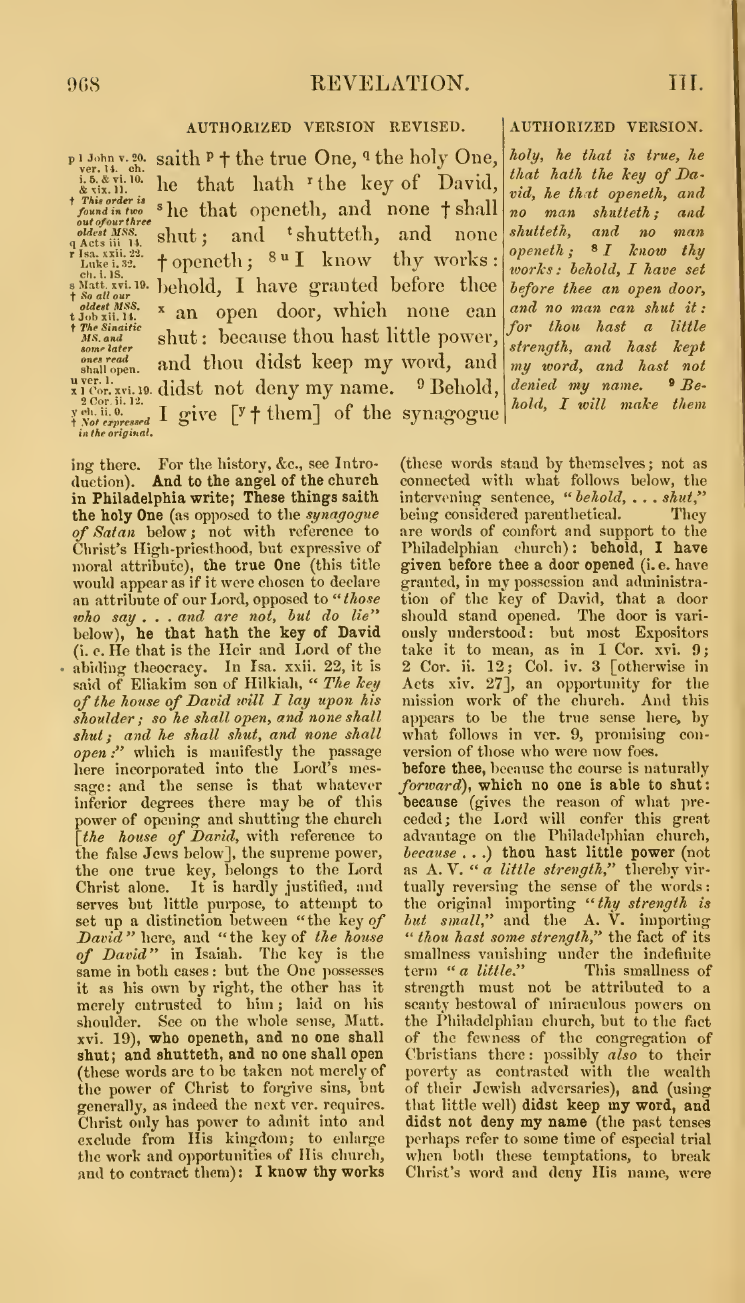 968 REVELATION. III.
AUTHORIZED VERSION REVISED.
p 1 John v. 20.
ver. 14. ch.
i. 5. & vi. 10.
& xix. 11.
† This order is
found in two
out of our three
oldest MSS.
q Acts iii 14.
r Isa. xxii. 22.
Luke i. 32.
ch. i. 18.
s Matt. xvi. 19.
† So all our
oldest MSS.
t Job xii. 14.
† The Sinaitic
MS. and
some later
ones read
shall open.
u ver. 1.
x 1 Cor. xvi. 19.
2 Cor. ii. 12.
y ch. ii. 9.
† Not expressed
in the original.
saith p † the true One, q the holy One,
he that hath r the key of David,
s he that openeth, and none † shall
shut; and t shutteth, and none
† openeth; 8 u I know thy works:
behold, I have granted before thee
x an open door, which none can
shut: because thou hast little power,
and thou didst keep my word, and
didst not deny my name. 9 Behold,
I give [y † them] of the synagogue
AUTHORIZED VERSION.
holy, he that is true, he
that hath the key of Da-
vid, he that openeth, and
no man shutteth; and
shutteth, and no man
openeth; 8 I know thy
works: behold, I have set
before thee an open door,
and no man can shut it:
for thou hast a little
strength, and hast kept
my word, and hast not
denied my name. 9 Be-
hold, I will make them
ing there. For the history, &c., see Intro-
duction). And to the angel of the church
in Philadelphia write; These things saith
the holy One (as opposed to the synagogue
of Satan below; not with reference to
Christ's High-priesthood, but expressive of
moral attribute), the true One (this title
would appear as if it were chosen to declare
an attribute of our Lord, opposed to "those
who say . . . and are not, but do lie"
below), he that hath the key of David
(i. e. He that is the Heir and Lord of the
abiding theocracy. In Isa. xxii. 22, it is
said of Eliakim son of Hilkiah, "The key
of the house of David will I lay upon his
shoulder; so he shall open, and none shall
shut; and he shall shut, and none shall
open:" which is manifestly the passage
here incorporated into the Lord's mes-
sage: and the sense is that whatever
inferior degrees there may be of this
power of opening and shutting the church
[the house of David, with reference to
the false Jews below], the supreme power,
the one true key, belongs to the Lord
Christ alone. It is hardly justified, and
serves but little purpose, to attempt to
set up a distinction between "the key of
David" here, and "the key of the house
of David" in Isaiah. The key is the
same in both cases: but the One possesses
it as his own by right, the other has it
merely entrusted to him; laid on his
shoulder. See on the whole sense, Matt.
xvi. 19), who openeth, and no one shall
shut; and shutteth, and no one shall open
(these words are to be taken not merely of
the power of Christ to forgive sins, but
generally, as indeed the next ver. requires.
Christ only has power to admit into and
exclude from His kingdom; to enlarge
the work and opportunities of His church,
and to contract them): I know thy works
(these words stand by themselves; not as
connected with what follows below, the
intervening sentence, "behold, . . . shut,"
being considered parenthetical. They
are words of comfort and support to the
Philadelphian church): behold, I have
given before thee a door opened (i. e. have
granted, in my possession and administra-
tion of the key of David, that a door
should stand opened. The door is vari-
ously understood: but most Expositors
take it to mean, as in 1 Cor. xvi. 9;
2 Cor. ii. 12; Col. iv. 3 [otherwise in
Acts xiv. 27], an opportunity for the
mission work of the church. And this
appears to be the true sense here, by
what follows in ver. 9, promising con-
version of those who were now foes.
before thee, because the course is naturally
forward), which no one is able to shut:
because (gives the reason of what pre-
ceded; the Lord will confer this great
advantage on the Philadelphian church,
because . . .) thou hast little power (not
as A. V. "a little strength," thereby vir-
tually reversing the sense of the words:
the original importing "thy strength is
but small," and the A. V. importing
"thou hast some strength," the fact of its
smallness vanishing under the indefinite
term "a little." This smallness of
strength must not be attributed to a
scanty bestowal of miraculous powers on
the Philadelphian church, but to the fact
of the fewness of the congregation of
Christians there: possibly also to their
poverty as contrasted with the wealth
of their Jewish adversaries), and (using
that little well) didst keep my word, and
didst not deny my name (the past tenses
perhaps refer to some time of especial trial
when both these temptations, to break
Christ's word and deny His name, were